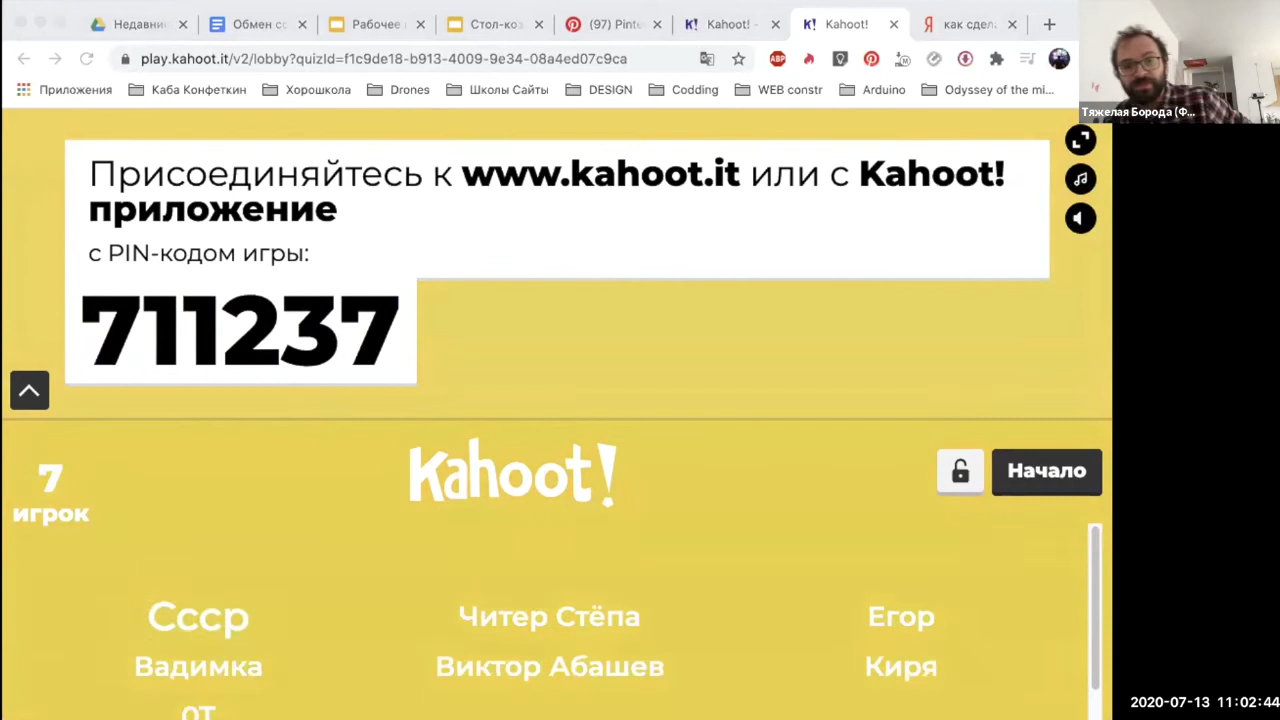 Недавни
Обмен со
Рабочее
Стол-ко
(97) Pinte
Kahoot! -
Kahoot!
как сдел
play.kahoot.it/v2/lobby?quizId=f1c9de18-b913-4009-9e34-08a4ed07c9ca
Приложения
Каба Конфеткин
Хорошкола
Drones
Школы Сайты
DESIGN
Codding
WEB constr
Arduino
Odyssey of the mi...
Тяжелая Борода (Ф...
Присоединяйтесь к www.kahoot.it или с Kahoot!
приложение
с PIN-кодом игры:
711237
7
игрок
Kahoot!
Начало
Ссср
Читер Стёпа
Егор
Вадимка
Виктор Абашев
Киря
от
2020-07-13 11:02:44